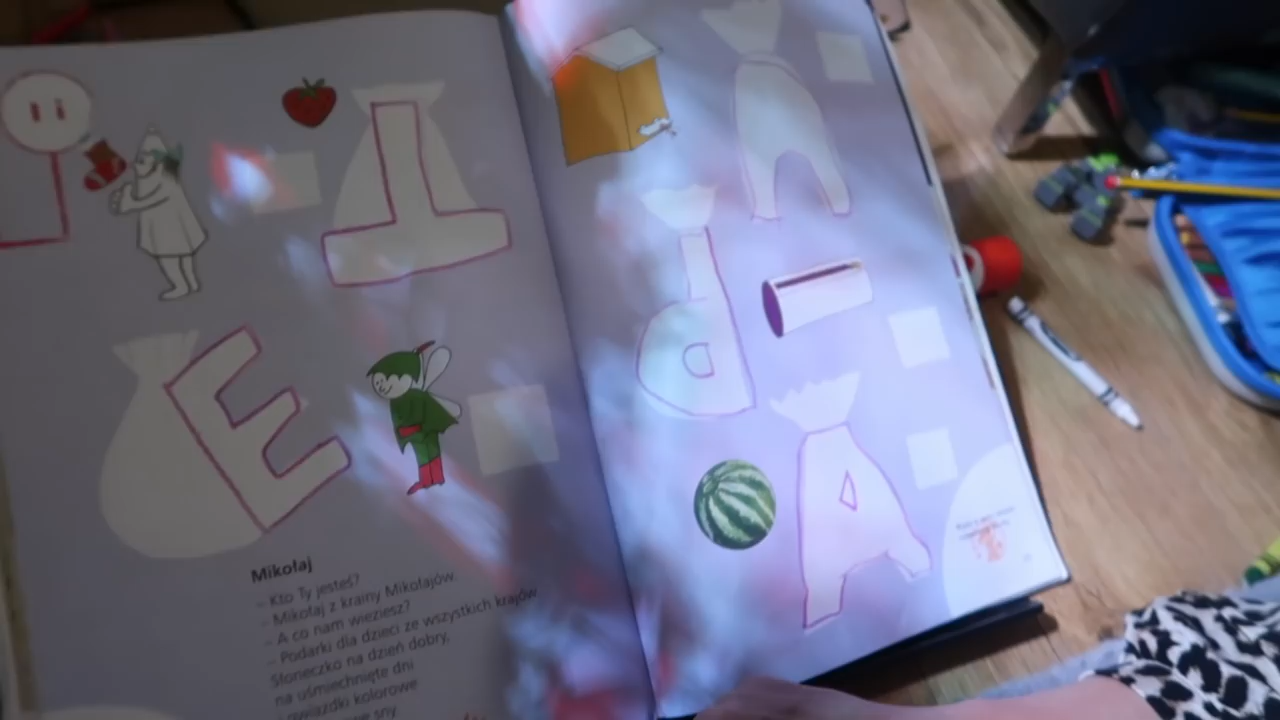 E
A
Mikołaj
– Kto Ty jesteś?
– Mikołaj z krainy Mikołajów.
– A co nam wieziesz?
– Podarki dla dzieci ze wszystkich krajów
Słoneczko na dzień dobry,
na uśmiechnięte dni
gwiazdki kolorowe
sny